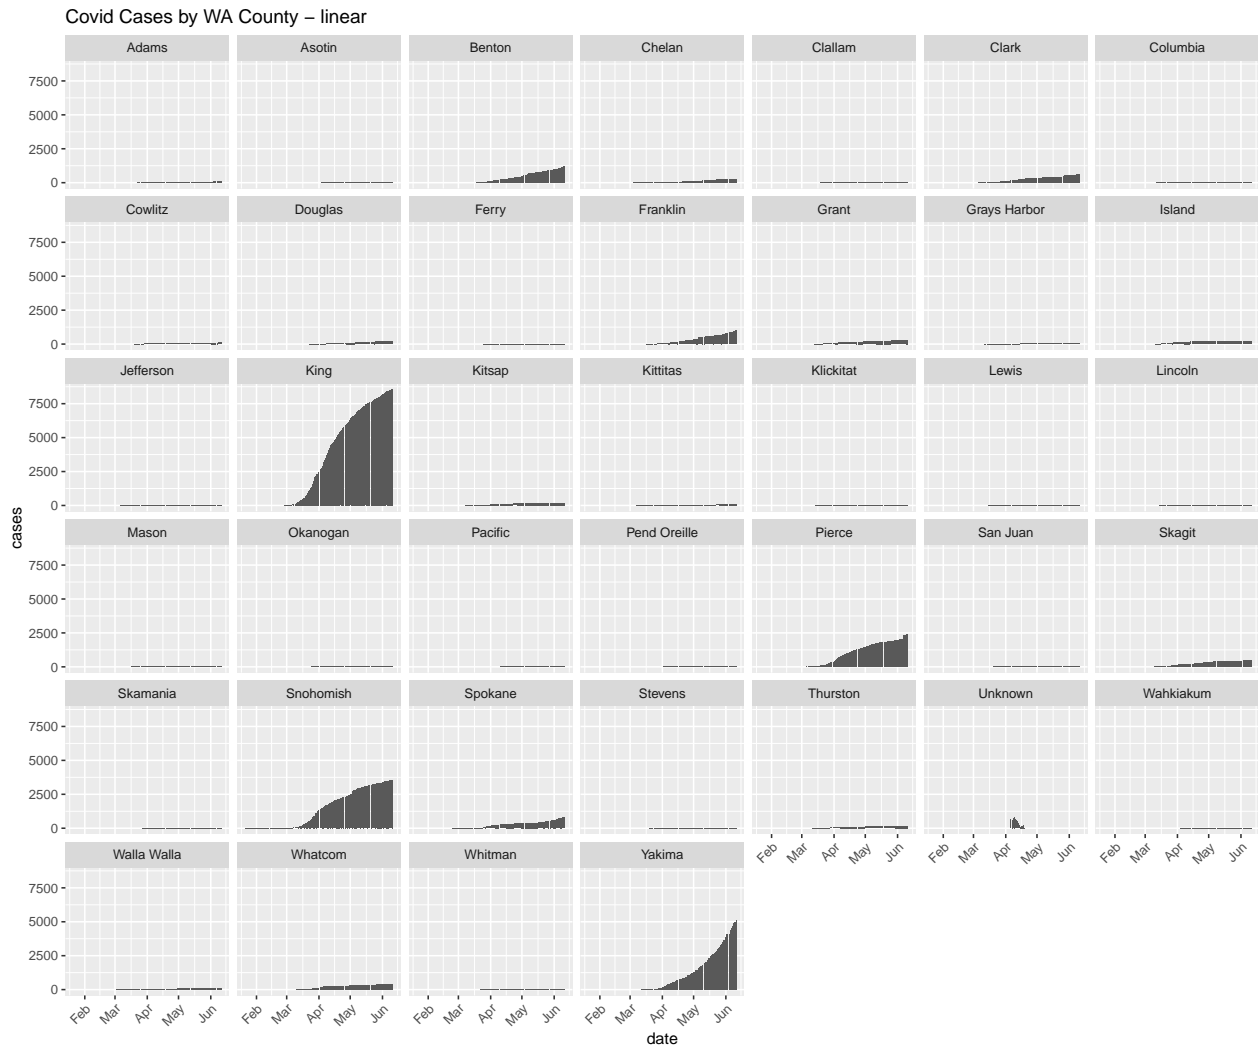 Covid Cases by WA County – linear
Adams Asotin Benton Chelan Clallam Clark Columbia
7500
5000
2500
0
Cowlitz Douglas Ferry Franklin Grant Grays Harbor Island
7500
5000
2500
0
Jefferson King Kitsap Kittitas Klickitat Lewis Lincoln
7500
5000
2500
0
cases
Mason Okanogan Pacific Pend Oreille Pierce San Juan Skagit
7500
5000
2500
0
Skamania Snohomish Spokane Stevens Thurston Unknown Wahkiakum
7500
5000
2500
0
Feb Mar Apr May Jun Feb Mar Apr May Jun Feb Mar Apr May Jun
Walla Walla Whatcom Whitman Yakima
7500
5000
2500
0
Feb Mar Apr May Jun Feb Mar Apr May Jun Feb Mar Apr May Jun Feb Mar Apr May Jun
date